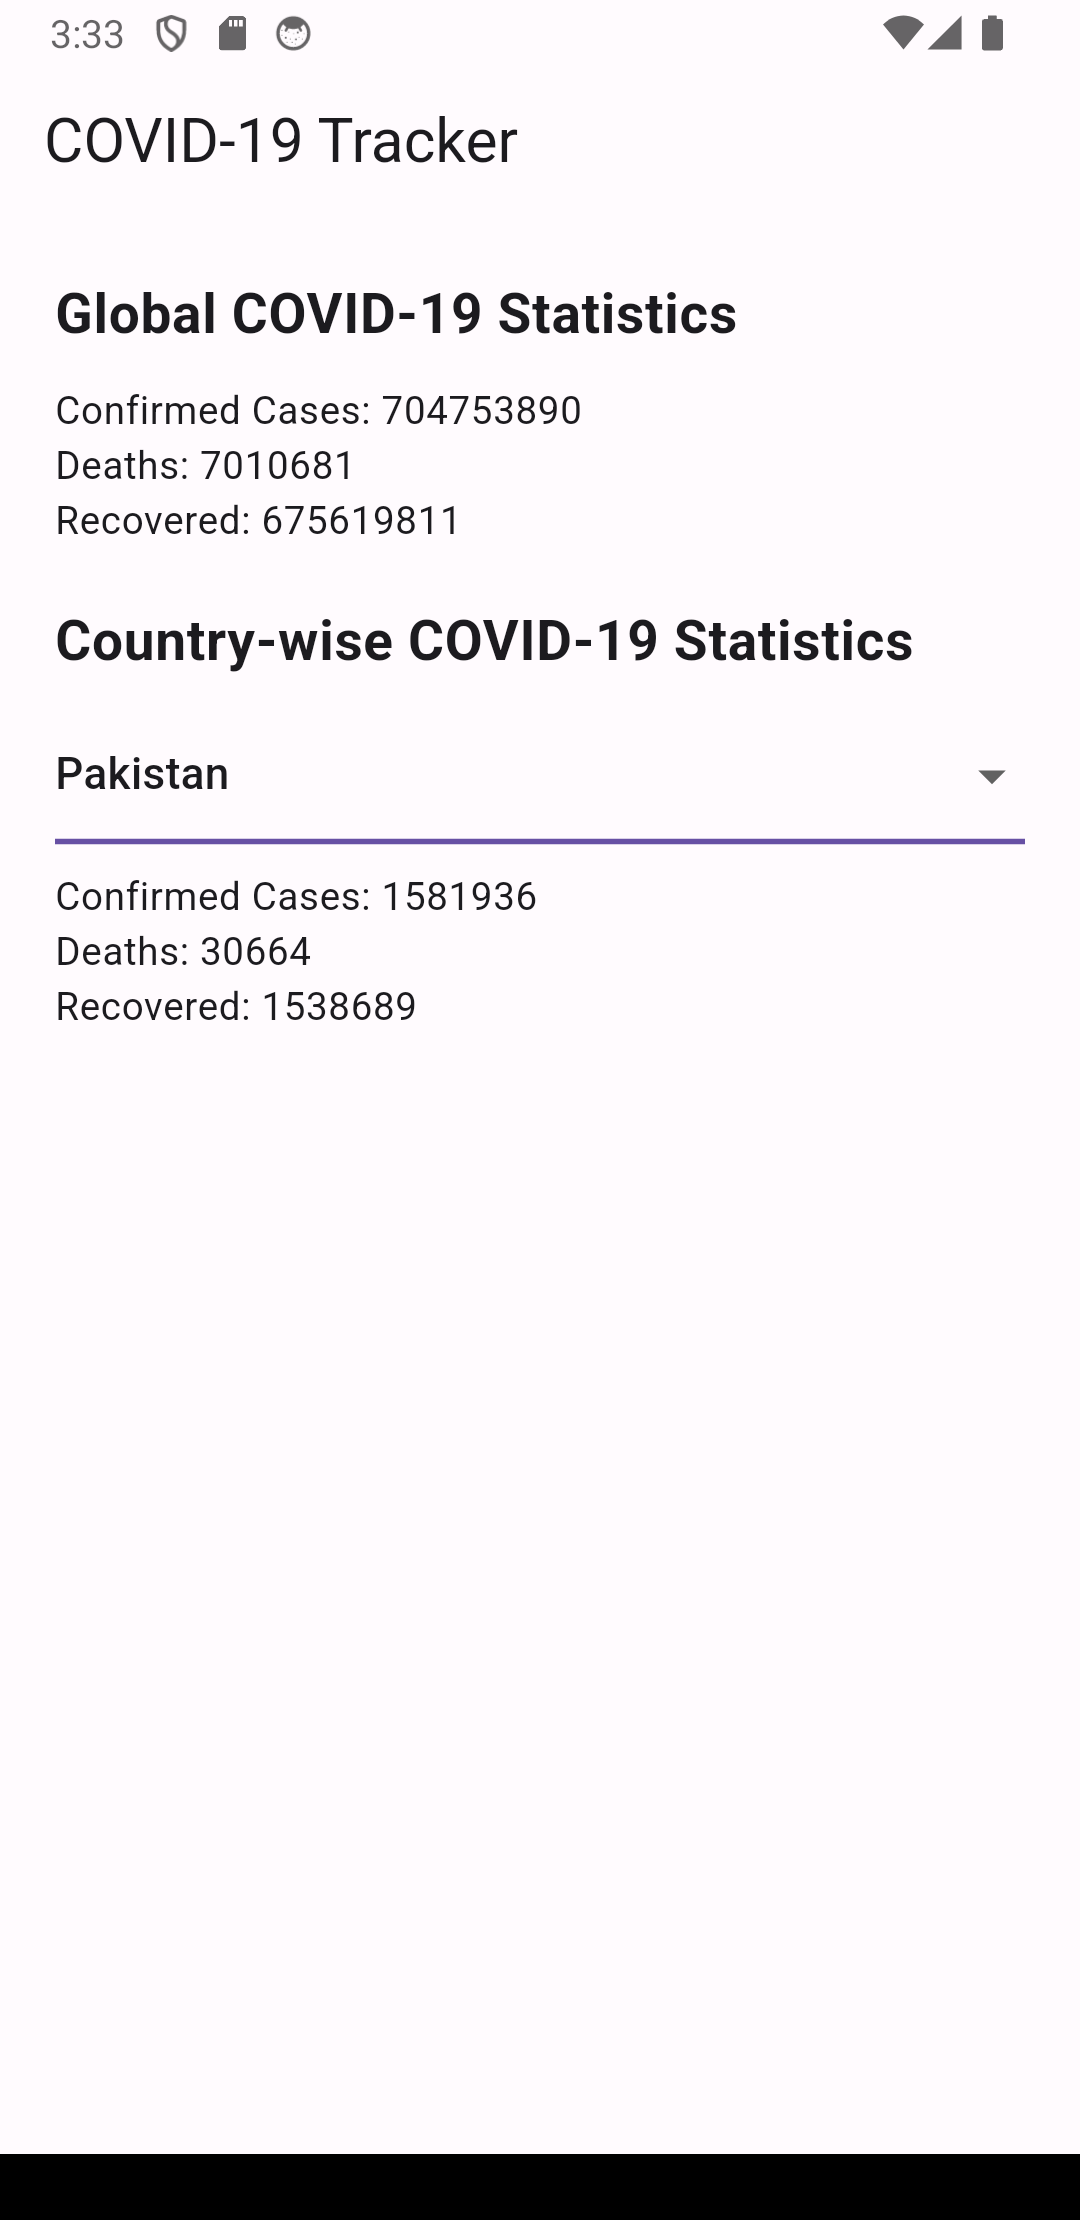 3:33
COVID-19 Tracker
Global COVID-19 Statistics
Confirmed Cases: 704753890
Deaths: 7010681
Recovered: 675619811
Country-wise COVID-19 Statistics
Pakistan
Confirmed Cases: 1581936
Deaths: 30664
Recovered: 1538689